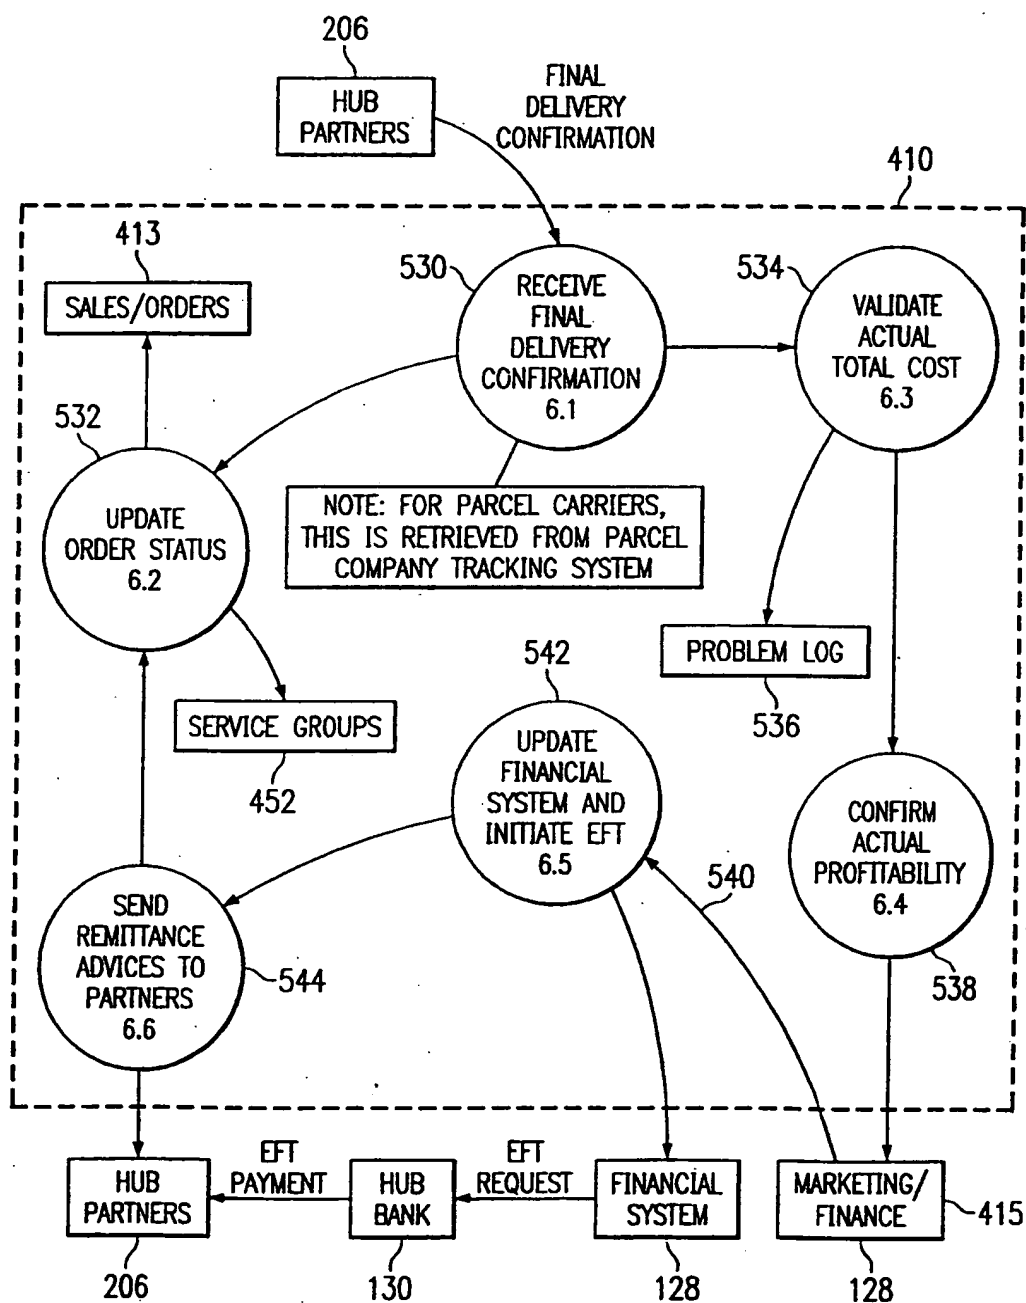 206
HUB
PARTNERS
FINAL
DELIVERY
CONFIRMATION
410
413
SALES/ORDERS
530
RECEIVE
FINAL
DELIVERY
CONFIRMATION
6.1
534
VALIDATE
ACTUAL
TOTAL COST
6.3
532
UPDATE
ORDER STATUS
6.2
NOTE: FOR PARCEL CARRIERS,
THIS IS RETRIEVED FROM PARCEL
COMPANY TRACKING SYSTEM
PROBLEM LOG
536
SERVICE GROUPS
452
542
UPDATE
FINANCIAL
SYSTEM AND
INITIATE EFT
6.5
540
CONFIRM
ACTUAL
PROFITABILITY
6.4
538
SEND
REMITTANCE
ADVICES TO
PARTNERS
6.6
544
HUB
PARTNERS
206
EFT
PAYMENT
HUB
BANK
130
EFT
REQUEST
FINANCIAL
SYSTEM
128
MARKETING/
FINANCE
415
128